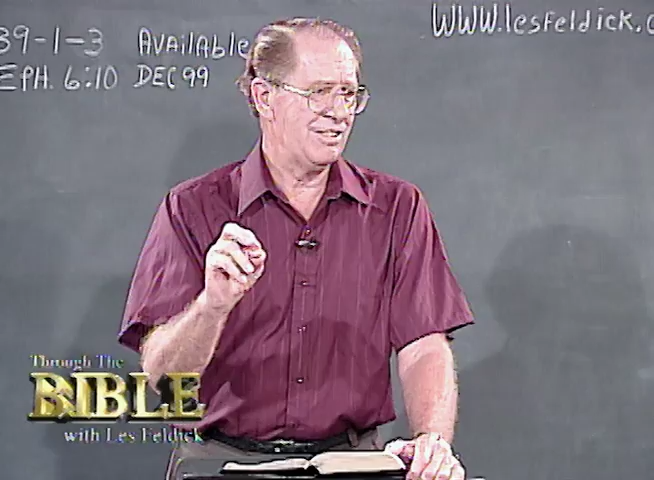 39-1-3 AVAILABLE
EPH. 6:10 DEC 99
WWW.lesfeldick.
Through The
BIBLE
with Les Feldick